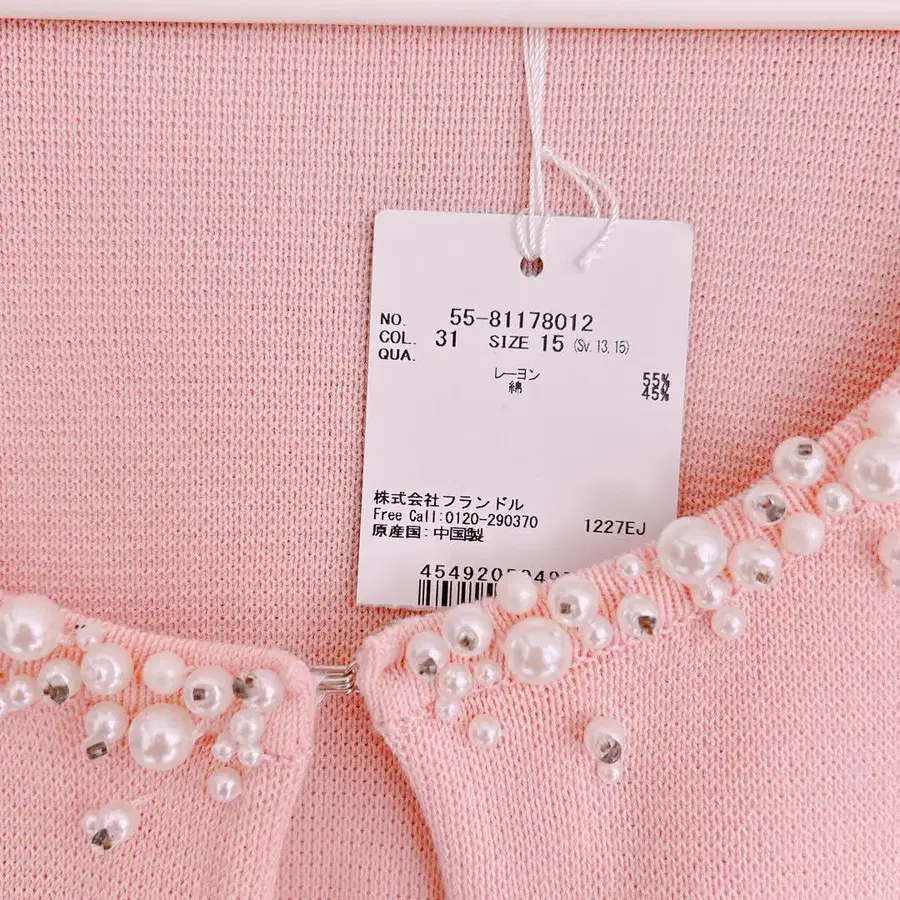 NO. 55-81178012
COL. 31 SIZE 15 (Sv. 13, 15)
QUA.
レーヨン 55%
綿 45%
株式会社フランドル
Free Call:0120-290370 1227EJ
原産国:中国製